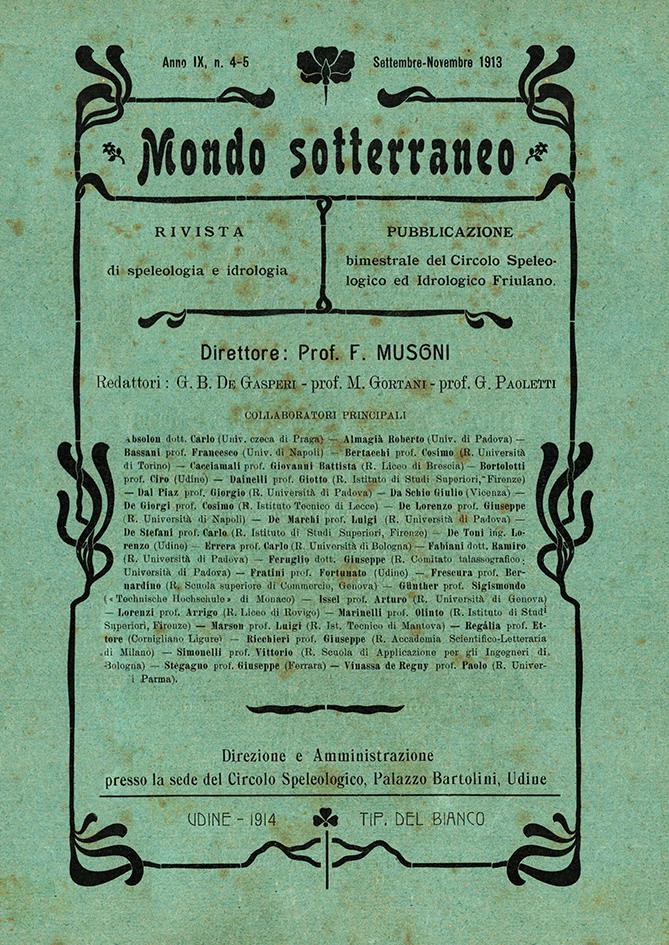 Anno IX, n. 4-5
Settembre-Novembre 1913
Mondo sotterraneo
RIVISTA
di speleologia e idrologia
PUBBLICAZIONE
bimestrale del Circolo Speleo-
logico ed Idrologico Friulano.
Direttore: Prof. F. MUSONI
Redattori: G. B. DE GASPERI - prof. M. GORTANI - prof. G. PAOLETTI
COLLABORATORI PRINCIPALI
Absolon dott. Carlo (Univ. czeca di Praga) — Almagià Roberto (Univ. di Padova) —
Bassani prof. Francesco (Univ. di Napoli) — Bertacchi prof. Cosimo (R. Università
di Torino) — Cacciamali prof. Giovanni Battista (R. Liceo di Brescia) — Bortolotti
prof. Ciro (Udine) — Dainelli prof. Giotto (R. Istituto di Studi Superiori, Firenze)
— Dal Piaz prof. Giorgio (R. Università di Padova) — Da Schio Giulio (Vicenza) —
De Giorgi prof. Cosimo (R. Istituto Tecnico di Lecce) — De Lorenzo prof. Giuseppe
(R. Università di Napoli) — De Marchi prof. Luigi (R. Università di Padova) —
De Stefani prof. Carlo (R. Istituto di Studi Superiori, Firenze) — De Toni ing. Lo-
renzo (Udine) — Errera prof. Carlo (R. Università di Bologna) — Fabiani dott. Ramiro
(R. Università di Padova) — Feruglio dott. Giuseppe (R. Comitato talassografico,
Università di Padova) — Fratini prof. Fortunato (Udine) — Frescura prof. Ber-
nardino (R. Scuola superiore di Commercio, Genova) — Günther prof. Sigismondo
(« Technische Hochschule » di Monaco) — Issel prof. Arturo (R. Università di Genova)
— Lorenzi prof. Arrigo (R. Liceo di Rovigo) — Marinelli prof. Olinto (R. Istituto di Studi
Superiori, Firenze) — Marson prof. Luigi (R. Ist. Tecnico di Mantova) — Regàlia prof. Et-
tore (Cornigliano Ligure) — Ricchieri prof. Giuseppe (R. Accademia Scientifico-Letteraria
di Milano) — Simonelli prof. Vittorio (R. Scuola di Applicazione per gli Ingegneri di
Bologna) — Stegagno prof. Giuseppe (Ferrara) — Vinassa de Regny prof. Paolo (R. Univer-
i Parma).
Direzione e Amministrazione
presso la sede del Circolo Speleologico, Palazzo Bartolini, Udine
UDINE - 1914
TIP. DEL BIANCO